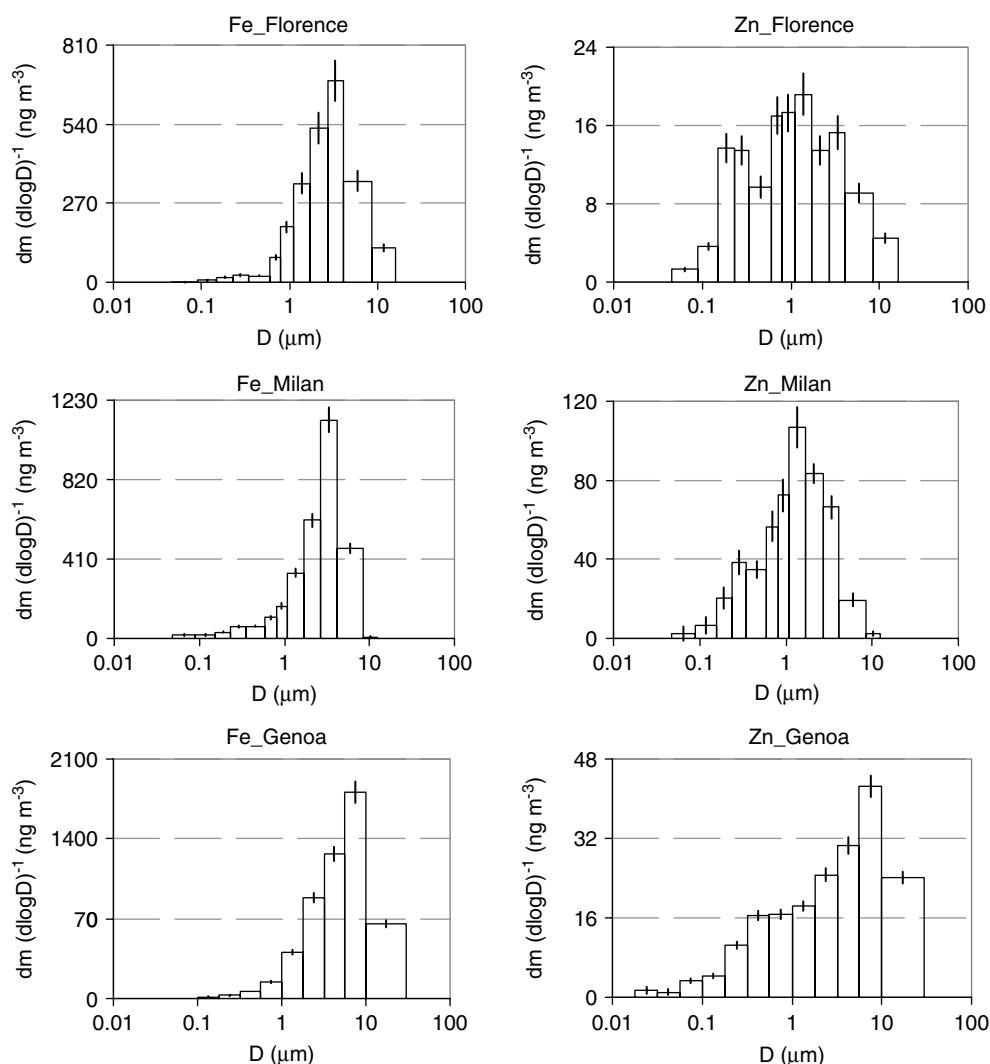 Fe_Florence
810
540
270
0
0.01 0.1 1 10 100
D (μm)
dm (dlogD)-1 (ng m-3)
Zn_Florence
24
16
8
0
0.01 0.1 1 10 100
D (μm)
dm (dlogD)-1 (ng m-3)
Fe_Milan
1230
820
410
0
0.01 0.1 1 10 100
D (μm)
dm (dlogD)-1 (ng m-3)
Zn_Milan
120
80
40
0
0.01 0.1 1 10 100
D (μm)
dm (dlogD)-1 (ng m-3)
Fe_Genoa
2100
1400
70
0
0.01 0.1 1 10 100
D (μm)
dm (dlogD)-1 (ng m-3)
Zn_Genoa
48
32
16
0
0.01 0.1 1 10 100
D (μm)
dm (dlogD)-1 (ng m-3)